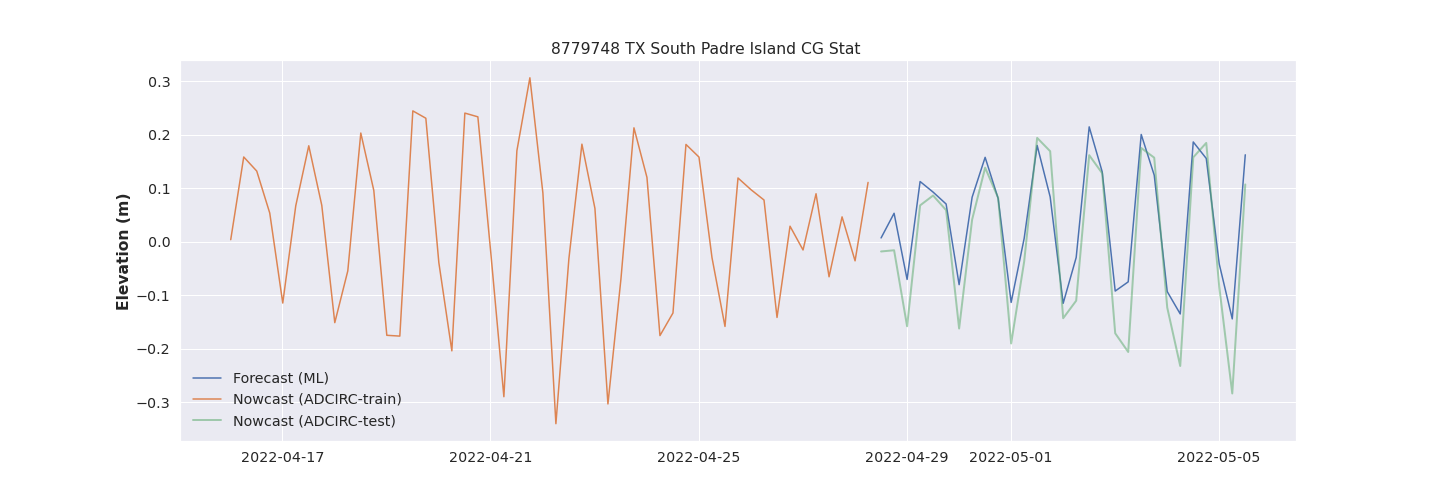 8779748 TX South Padre Island CG Stat
Elevation (m)
0.3
0.2
0.1
0.0
−0.1
−0.2
−0.3
Forecast (ML)
Nowcast (ADCIRC-train)
Nowcast (ADCIRC-test)
2022-04-17
2022-04-21
2022-04-25
2022-04-29
2022-05-01
2022-05-05